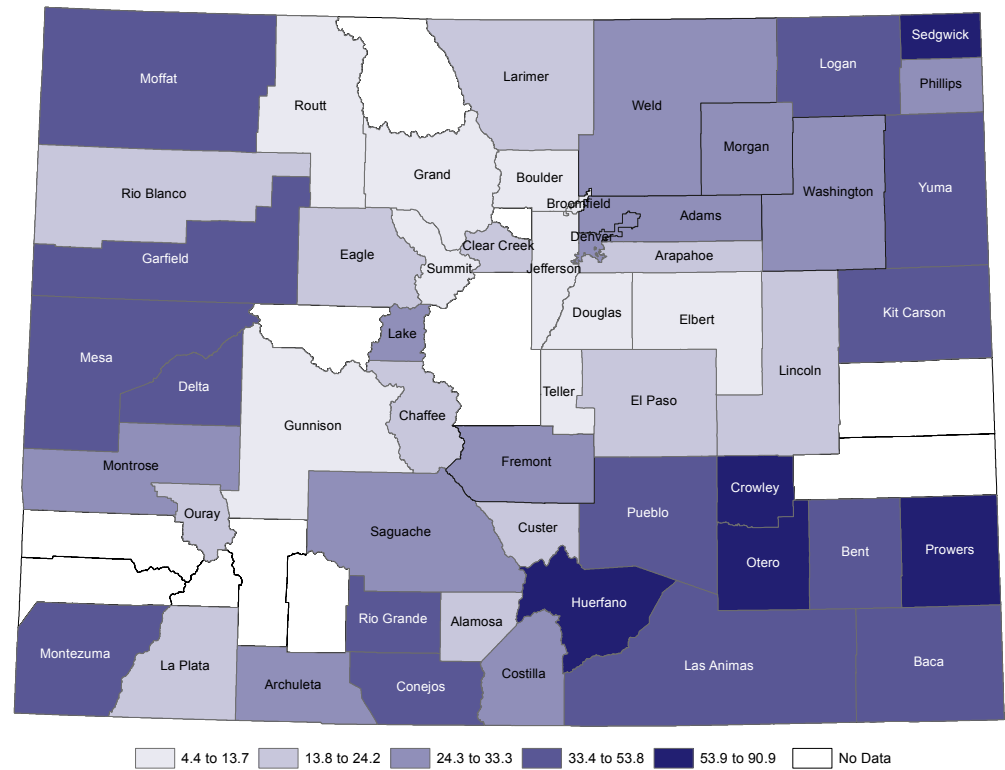 Sedgwick
Moffat
Larimer
Logan
Phillips
Routt
Weld
Morgan
Grand
Boulder
Rio Blanco
Washington
Yuma
Broomfield
Adams
Denver
Clear Creek
Eagle
Arapahoe
Garfield
Summit
Jefferson
Douglas
Elbert
Kit Carson
Lake
Mesa
Lincoln
Delta
Teller
El Paso
Chaffee
Gunnison
Fremont
Montrose
Crowley
Ouray
Pueblo
Custer
Saguache
Bent
Prowers
Otero
Huerfano
Rio Grande
Alamosa
Montezuma
La Plata
Las Animas
Baca
Costilla
Archuleta
Conejos
4.4 to 13.7 13.8 to 24.2 24.3 to 33.3 33.4 to 53.8 53.9 to 90.9 No Data